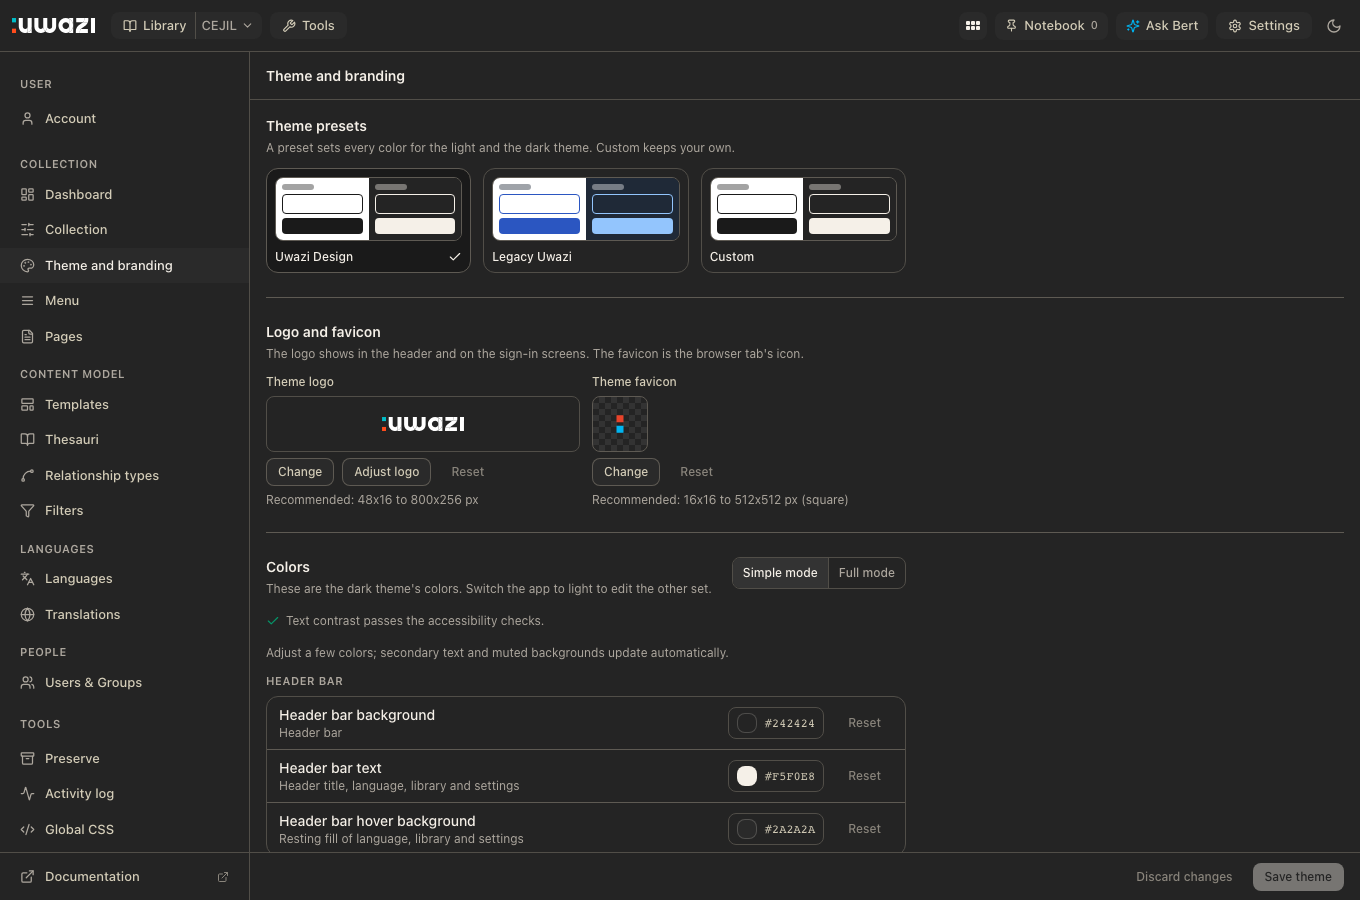 :uwazi
Library
CEJIL
Tools
Notebook 0
Ask Bert
Settings
USER
Account
COLLECTION
Dashboard
Collection
Theme and branding
Menu
Pages
CONTENT MODEL
Templates
Thesauri
Relationship types
Filters
LANGUAGES
Languages
Translations
PEOPLE
Users & Groups
TOOLS
Preserve
Activity log
Global CSS
Documentation
Theme and branding
Theme presets
A preset sets every color for the light and the dark theme. Custom keeps your own.
Uwazi Design
Legacy Uwazi
Custom
Logo and favicon
The logo shows in the header and on the sign-in screens. The favicon is the browser tab's icon.
Theme logo
Theme favicon
:uwazi
Change
Adjust logo
Reset
Change
Reset
Recommended: 48x16 to 800x256 px
Recommended: 16x16 to 512x512 px (square)
Colors
These are the dark theme's colors. Switch the app to light to edit the other set.
Simple mode
Full mode
Text contrast passes the accessibility checks.
Adjust a few colors; secondary text and muted backgrounds update automatically.
HEADER BAR
Header bar background
Header bar
#242424
Reset
Header bar text
Header title, language, library and settings
#F5F0E8
Reset
Header bar hover background
Resting fill of language, library and settings
#2A2A2A
Reset
Discard changes
Save theme